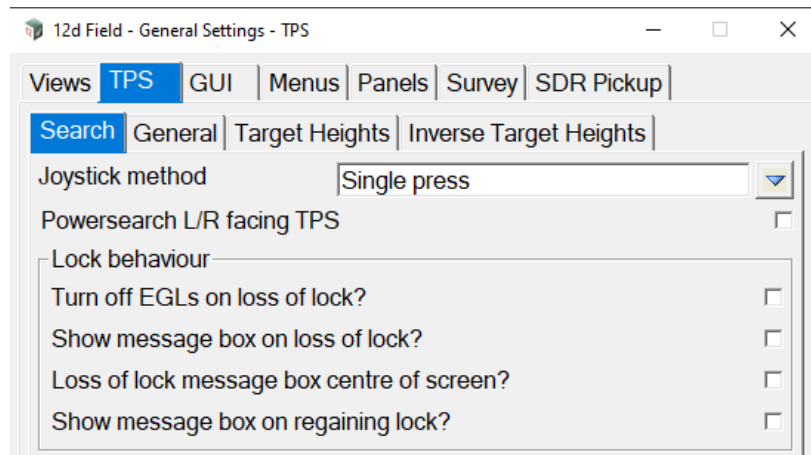 12d Field - General Settings - TPS
Views TPS GUI Menus Panels Survey SDR Pickup
Search General Target Heights Inverse Target Heights
Joystick method Single press
Powersearch L/R facing TPS
Lock behaviour
Turn off EGLs on loss of lock?
Show message box on loss of lock?
Loss of lock message box centre of screen?
Show message box on regaining lock?